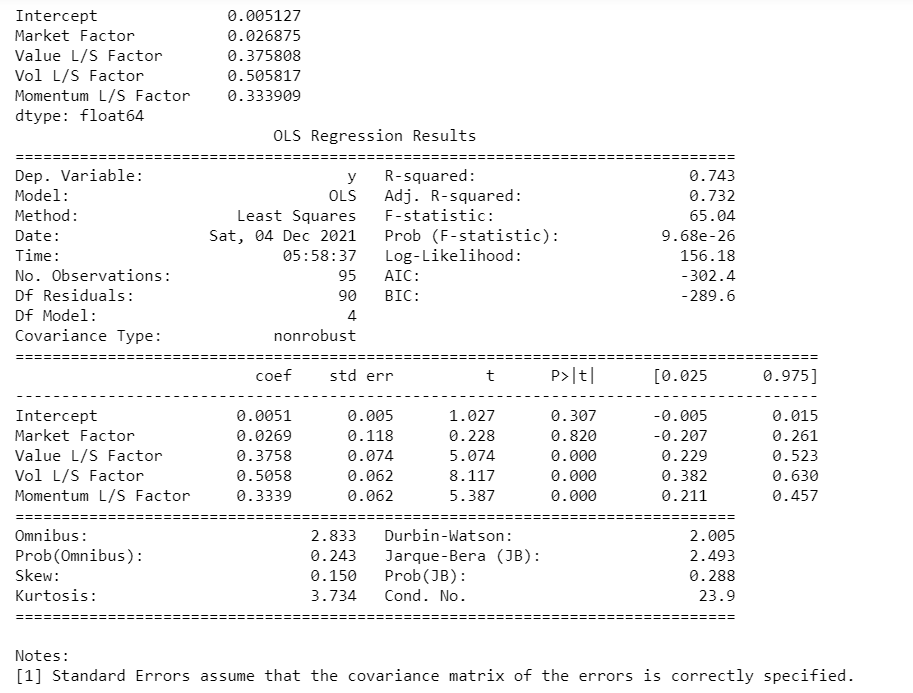 Intercept 0.005127
Market Factor 0.026875
Value L/S Factor 0.375808
Vol L/S Factor 0.505817
Momentum L/S Factor 0.333909
dtype: float64
OLS Regression Results
==============================================================================
Dep. Variable: y R-squared: 0.743
Model: OLS Adj. R-squared: 0.732
Method: Least Squares F-statistic: 65.04
Date: Sat, 04 Dec 2021 Prob (F-statistic): 9.68e-26
Time: 05:58:37 Log-Likelihood: 156.18
No. Observations: 95 AIC: -302.4
Df Residuals: 90 BIC: -289.6
Df Model: 4
Covariance Type: nonrobust
=======================================================================================
coef std err t P>|t| [0.025 0.975]
---------------------------------------------------------------------------------------
Intercept 0.0051 0.005 1.027 0.307 -0.005 0.015
Market Factor 0.0269 0.118 0.228 0.820 -0.207 0.261
Value L/S Factor 0.3758 0.074 5.074 0.000 0.229 0.523
Vol L/S Factor 0.5058 0.062 8.117 0.000 0.382 0.630
Momentum L/S Factor 0.3339 0.062 5.387 0.000 0.211 0.457
==============================================================================
Omnibus: 2.833 Durbin-Watson: 2.005
Prob(Omnibus): 0.243 Jarque-Bera (JB): 2.493
Skew: 0.150 Prob(JB): 0.288
Kurtosis: 3.734 Cond. No. 23.9
==============================================================================
Notes:
[1] Standard Errors assume that the covariance matrix of the errors is correctly specified.